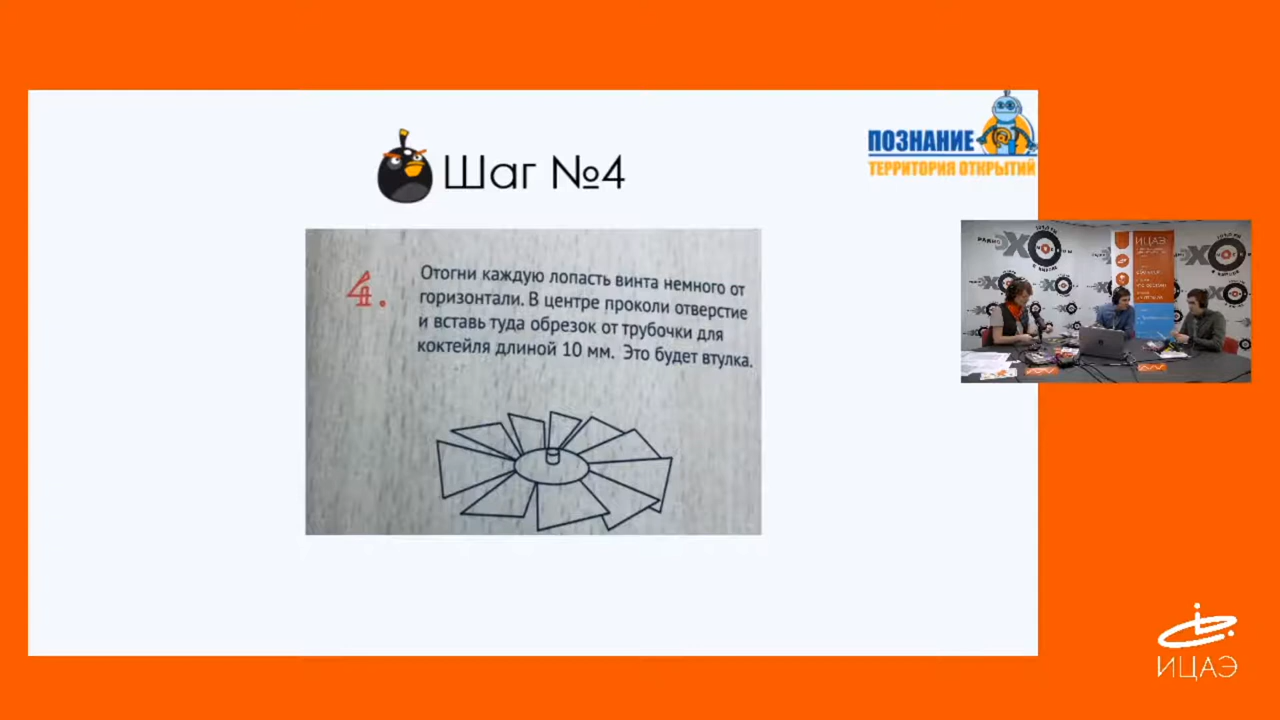 Шаг №4
ПОЗНАНИЕ
ТЕРРИТОРИЯ ОТКРЫТИЙ
4.
Отогни каждую лопасть винта немного от
горизонтали. В центре проколи отверстие
и вставь туда обрезок от трубочки для
коктейля длиной 10 мм. Это будет втулка.
ИЦАЭ
ИЦАЭ